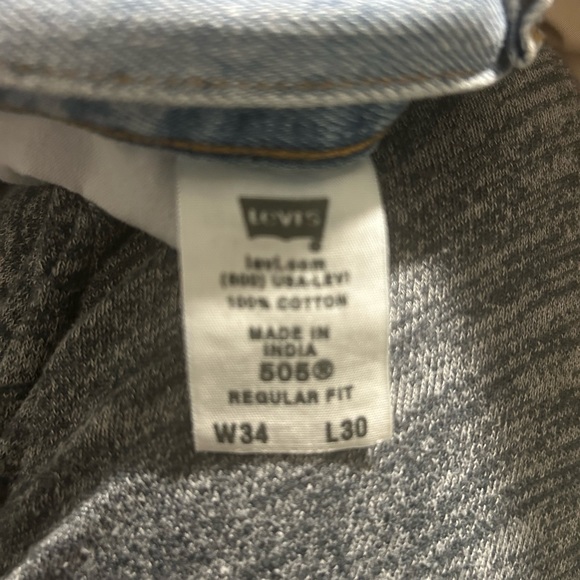 Levi's
levi.com
(800) USA-LEVI
100% COTTON
MADE IN
INDIA
505®
REGULAR FIT
W34 L30